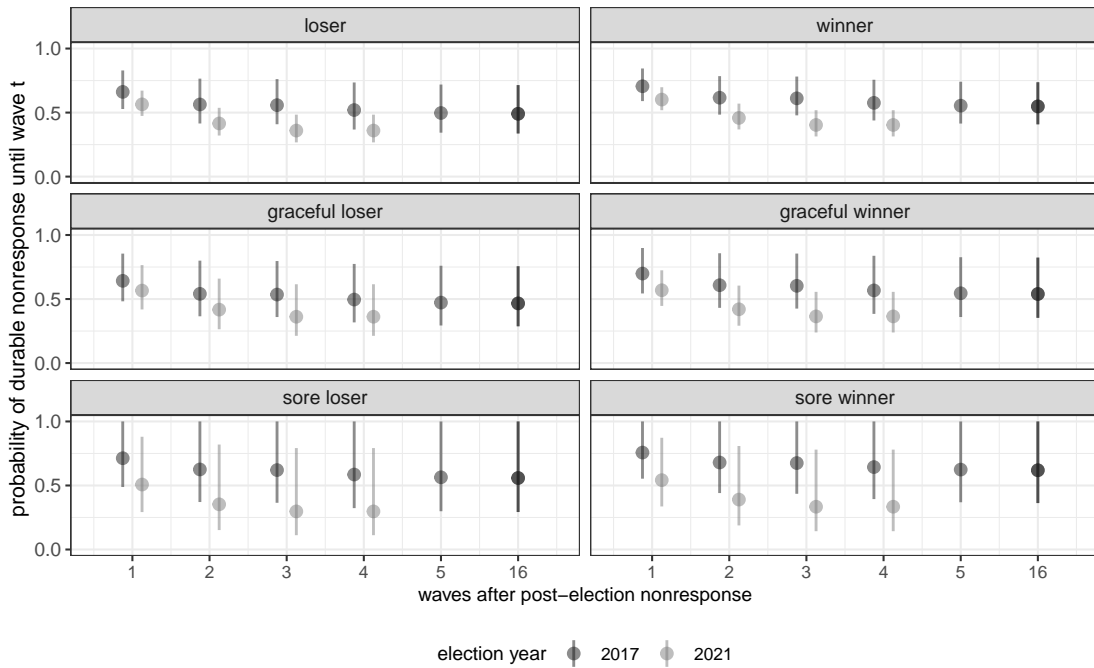 loser
winner
1.0
0.5
0.0
graceful loser
graceful winner
1.0
0.5
0.0
sore loser
sore winner
1.0
0.5
0.0
probability of durable nonresponse until wave t
1 2 3 4 5 16
1 2 3 4 5 16
waves after post−election nonresponse
election year 2017 2021